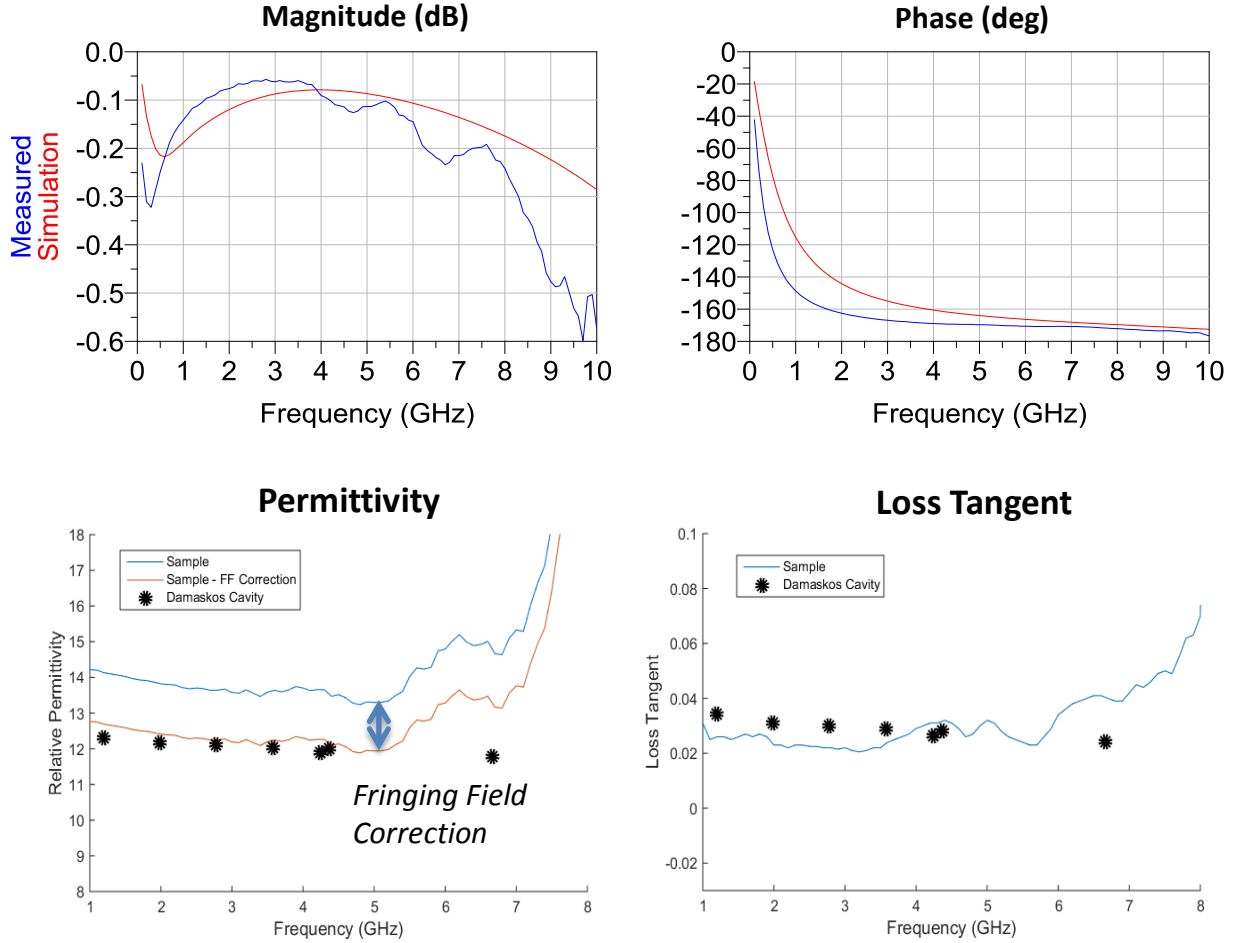 Magnitude (dB)
Phase (deg)
Measured
Simulation
0.0
-0.1
-0.2
-0.3
-0.4
-0.5
-0.6
0 1 2 3 4 5 6 7 8 9 10
Frequency (GHz)
0
-20
-40
-60
-80
-100
-120
-140
-160
-180
0 1 2 3 4 5 6 7 8 9 10
Frequency (GHz)
Permittivity
Relative Permittivity
18
17
16
15
14
13
12
11
10
9
8
Sample
Sample - FF Correction
Damaskos Cavity
Fringing Field
Correction
1 2 3 4 5 6 7 8
Frequency (GHz)
Loss Tangent
Loss Tangent
0.1
0.08
0.06
0.04
0.02
0
-0.02
Sample
Damaskos Cavity
1 2 3 4 5 6 7 8
Frequency (GHz)